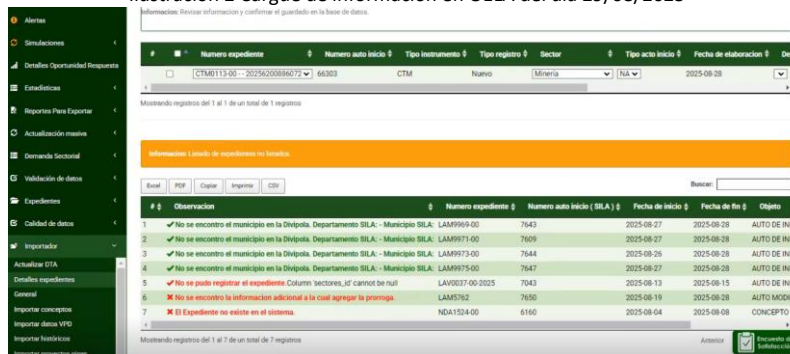 Ilustración 2 Cargue de información en OSLA del día 29/08/2025
Informacion: Revisar informacion y confirmar el guardado en la base de datos.
Alertas
Simulaciones
Detalles Oportunidad Respuesta
Estadisticas
Reportes Para Exportar
Actualización masiva
Demanda Sectorial
Validación de datos
Expedientes
Calidad de datos
Importador
Actualizar DTA
Detalles expedientes
General
Importar conceptos
Importar datos VPD
Importar históricos
# Numero expediente Numero auto inicio Tipo instrumento Tipo registro Sector Tipo acto inicio Fecha de elaboracion De
CTM0113-00 - - 20256200886072 66303 CTM Nuevo Mineria NA 2025-08-28
Mostrando registros del 1 al 1 de un total de 1 registros
Informacion: Listado de expedientes no listados.
Excel PDF Copiar Imprimir CSV Buscar:
# Observacion Numero expediente Numero auto inicio ( SILA ) Fecha de inicio Fecha de fin Objeto
1 ✔No se encontro el municipio en la Divipola. Departamento SILA: - Municipio SILA: LAM9969-00 7643 2025-08-27 2025-08-28 AUTO DE IN
2 ✔No se encontro el municipio en la Divipola. Departamento SILA: - Municipio SILA: LAM9971-00 7609 2025-08-27 2025-08-28 AUTO DE IN
3 ✔No se encontro el municipio en la Divipola. Departamento SILA: - Municipio SILA: LAM9973-00 7644 2025-08-26 2025-08-28 AUTO DE IN
4 ✔No se encontro el municipio en la Divipola. Departamento SILA: - Municipio SILA: LAM9975-00 7647 2025-08-27 2025-08-28 AUTO DE IN
5 ✔No se pudo registrar el expediente.Column 'sectores_id' cannot be null LAV0037-00-2025 7043 2025-08-13 2025-08-15 AUTO DE IN
6 ✖No se encontro la informacion adicional a la cual agregar la prorroga. LAM5762 7650 2025-08-19 2025-08-28 AUTO MODI
7 ✖El Expediente no existe en el sistema. NDA1524-00 6160 2025-08-04 2025-08-08 CONCEPTO
Mostrando registros del 1 al 7 de un total de 7 registros
Anterior
Encuesta d
Satisfacció